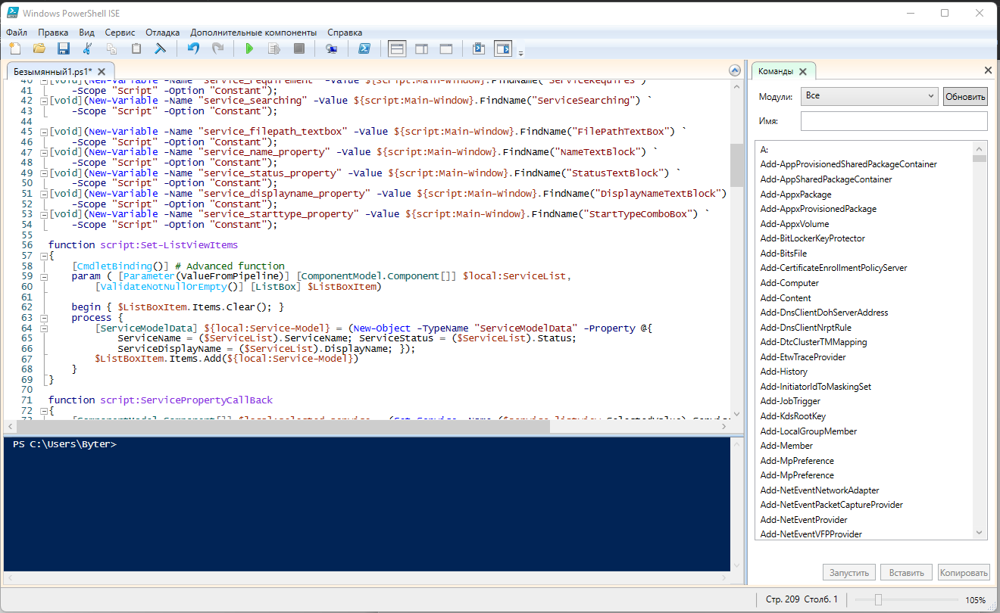 Windows PowerShell ISE
Файл Правка Вид Сервис Отладка Дополнительные компоненты Справка
Безымянный1.ps1*
40 [void](New-Variable -Name "service_requirement" -Value ${script:Main-Window}.FindName("ServiceRequires") `
41 -Scope "Script" -Option "Constant");
42 [void](New-Variable -Name "service_searching" -Value ${script:Main-Window}.FindName("ServiceSearching") `
43 -Scope "Script" -Option "Constant");
44
45 [void](New-Variable -Name "service_filepath_textbox" -Value ${script:Main-Window}.FindName("FilePathTextBox") `
46 -Scope "Script" -Option "Constant");
47 [void](New-Variable -Name "service_name_property" -Value ${script:Main-Window}.FindName("NameTextBlock") `
48 -Scope "Script" -Option "Constant");
49 [void](New-Variable -Name "service_status_property" -Value ${script:Main-Window}.FindName("StatusTextBlock") `
50 -Scope "Script" -Option "Constant");
51 [void](New-Variable -Name "service_displayname_property" -Value ${script:Main-Window}.FindName("DisplayNameTextBlock")
52 -Scope "Script" -Option "Constant");
53 [void](New-Variable -Name "service_starttype_property" -Value ${script:Main-Window}.FindName("StartTypeComboBox") `
54 -Scope "Script" -Option "Constant");
55
56 function script:Set-ListViewItems
57 {
58 [CmdletBinding()] # Advanced function
59 param ( [Parameter(ValueFromPipeline)] [ComponentModel.Component[]] $local:ServiceList,
60 [ValidateNotNullOrEmpty()] [ListBox] $ListBoxItem)
61
62 begin { $ListBoxItem.Items.Clear(); }
63 process {
64 [ServiceModelData] ${local:Service-Model} = (New-Object -TypeName "ServiceModelData" -Property @{
65 ServiceName = ($ServiceList).ServiceName; ServiceStatus = ($ServiceList).Status;
66 ServiceDisplayName = ($ServiceList).DisplayName; });
67 $ListBoxItem.Items.Add(${local:Service-Model})
68 }
69 }
70
71 function script:ServicePropertyCallBack
72 {
PS C:\Users\Byter>
Команды
Модули: Все Обновить
Имя:
A:
Add-AppProvisionedSharedPackageContainer
Add-AppSharedPackageContainer
Add-AppxPackage
Add-AppxProvisionedPackage
Add-AppxVolume
Add-BitLockerKeyProtector
Add-BitsFile
Add-CertificateEnrollmentPolicyServer
Add-Computer
Add-Content
Add-DnsClientDohServerAddress
Add-DnsClientNrptRule
Add-DtcClusterTMMapping
Add-EtwTraceProvider
Add-History
Add-InitiatorIdToMaskingSet
Add-JobTrigger
Add-KdsRootKey
Add-LocalGroupMember
Add-Member
Add-MpPreference
Add-MpPreference
Add-NetEventNetworkAdapter
Add-NetEventPacketCaptureProvider
Add-NetEventProvider
Add-NetEventVFPProvider
Запустить Вставить Копировать
Стр. 209 Столб. 1 105%